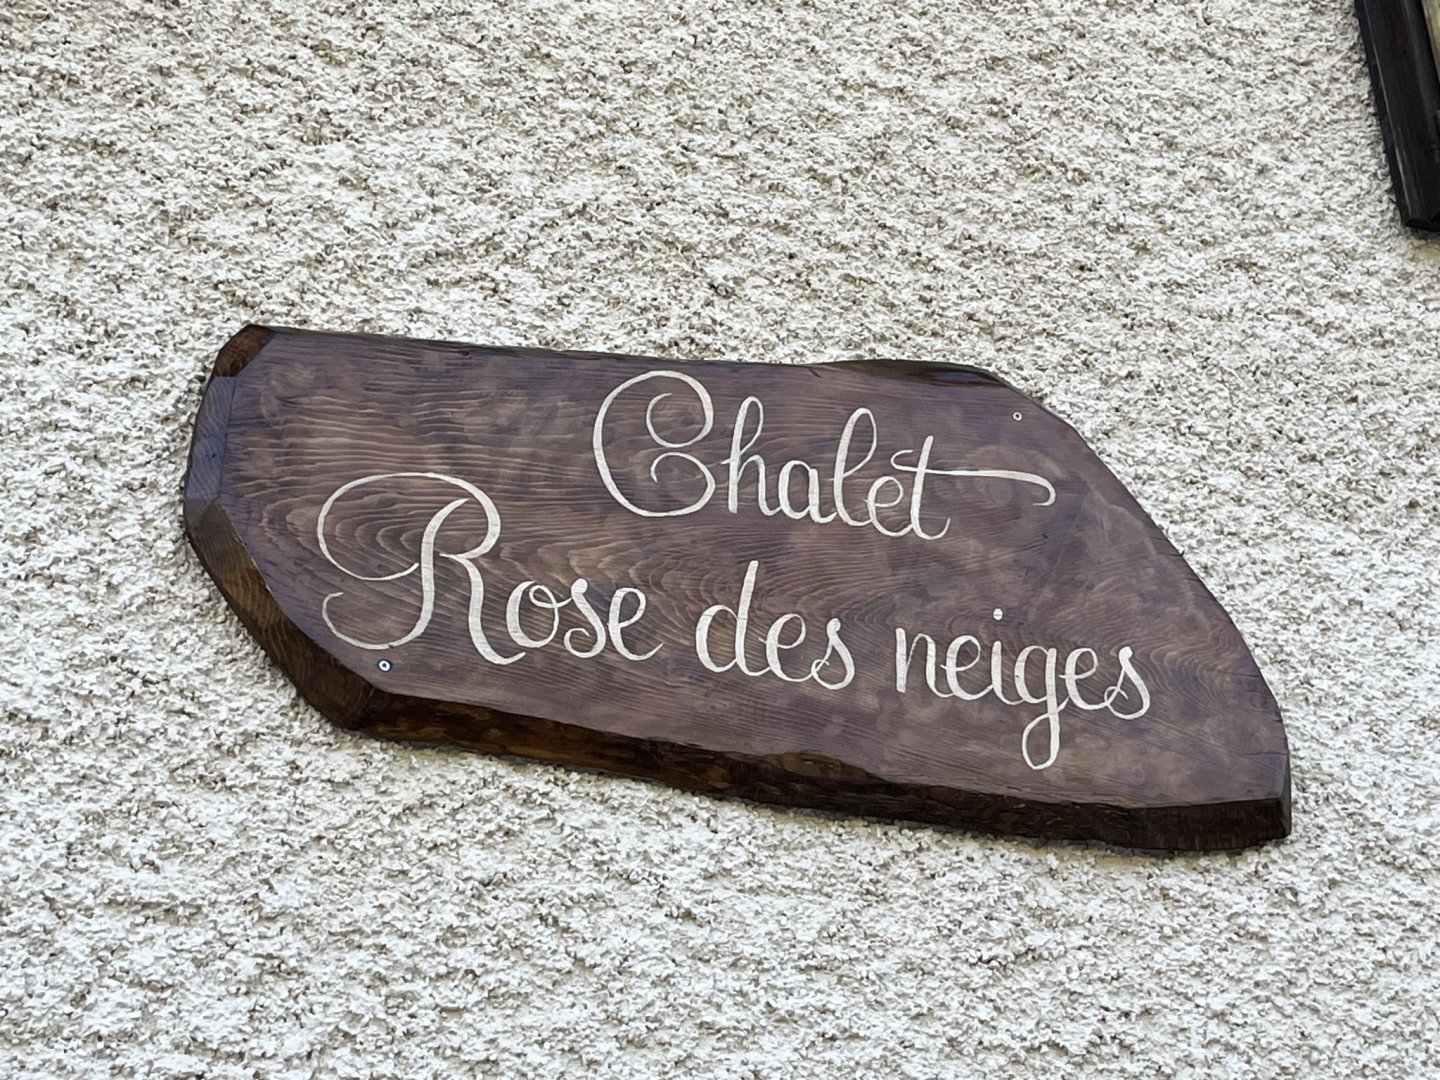 Chalet
Rose des neiges